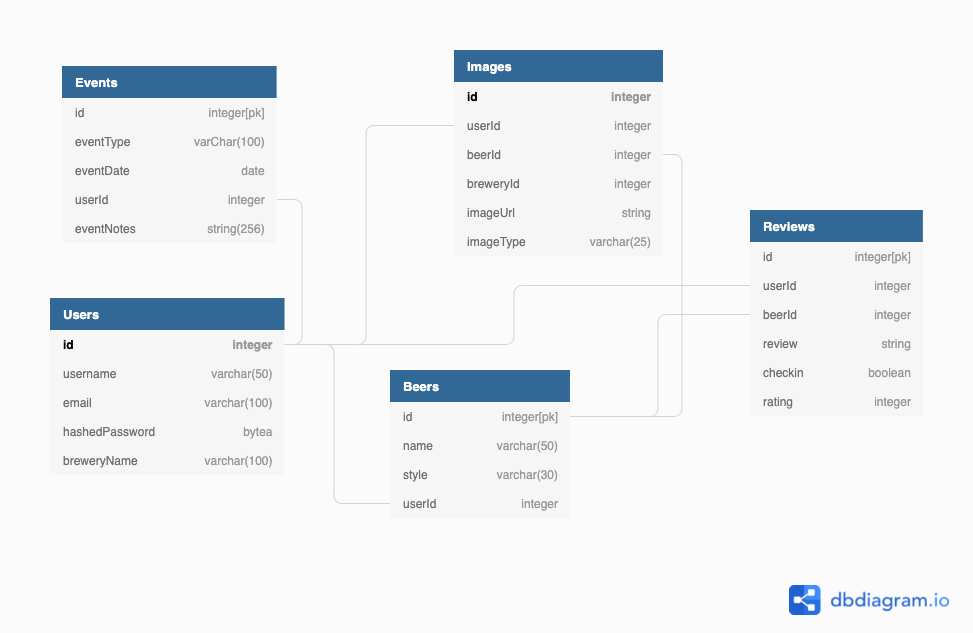 Events
id integer[pk]
eventType varChar(100)
eventDate date
userId integer
eventNotes string(256)
Images
id integer
userId integer
beerId integer
breweryId integer
imageUrl string
imageType varchar(25)
Reviews
id integer[pk]
userId integer
beerId integer
review string
checkin boolean
rating integer
Users
id integer
username varchar(50)
email varchar(100)
hashedPassword bytea
breweryName varchar(100)
Beers
id integer[pk]
name varchar(50)
style varchar(30)
userId integer
dbdiagram.io